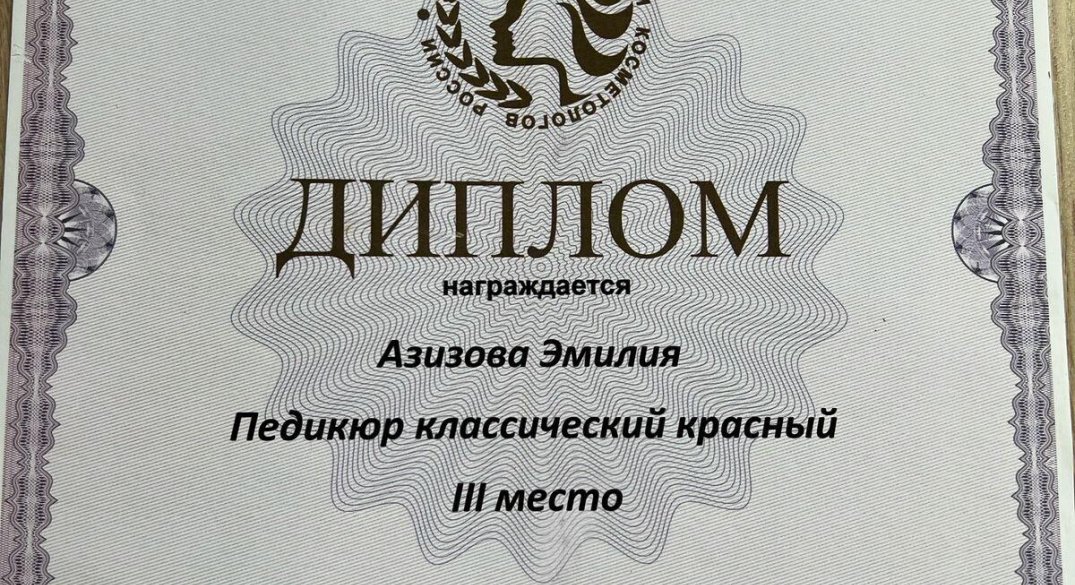 КОСМЕТОЛОГОВ РОССИИ
ДИПЛОМ
награждается
Азизова Эмилия
Педикюр классический красный
III место